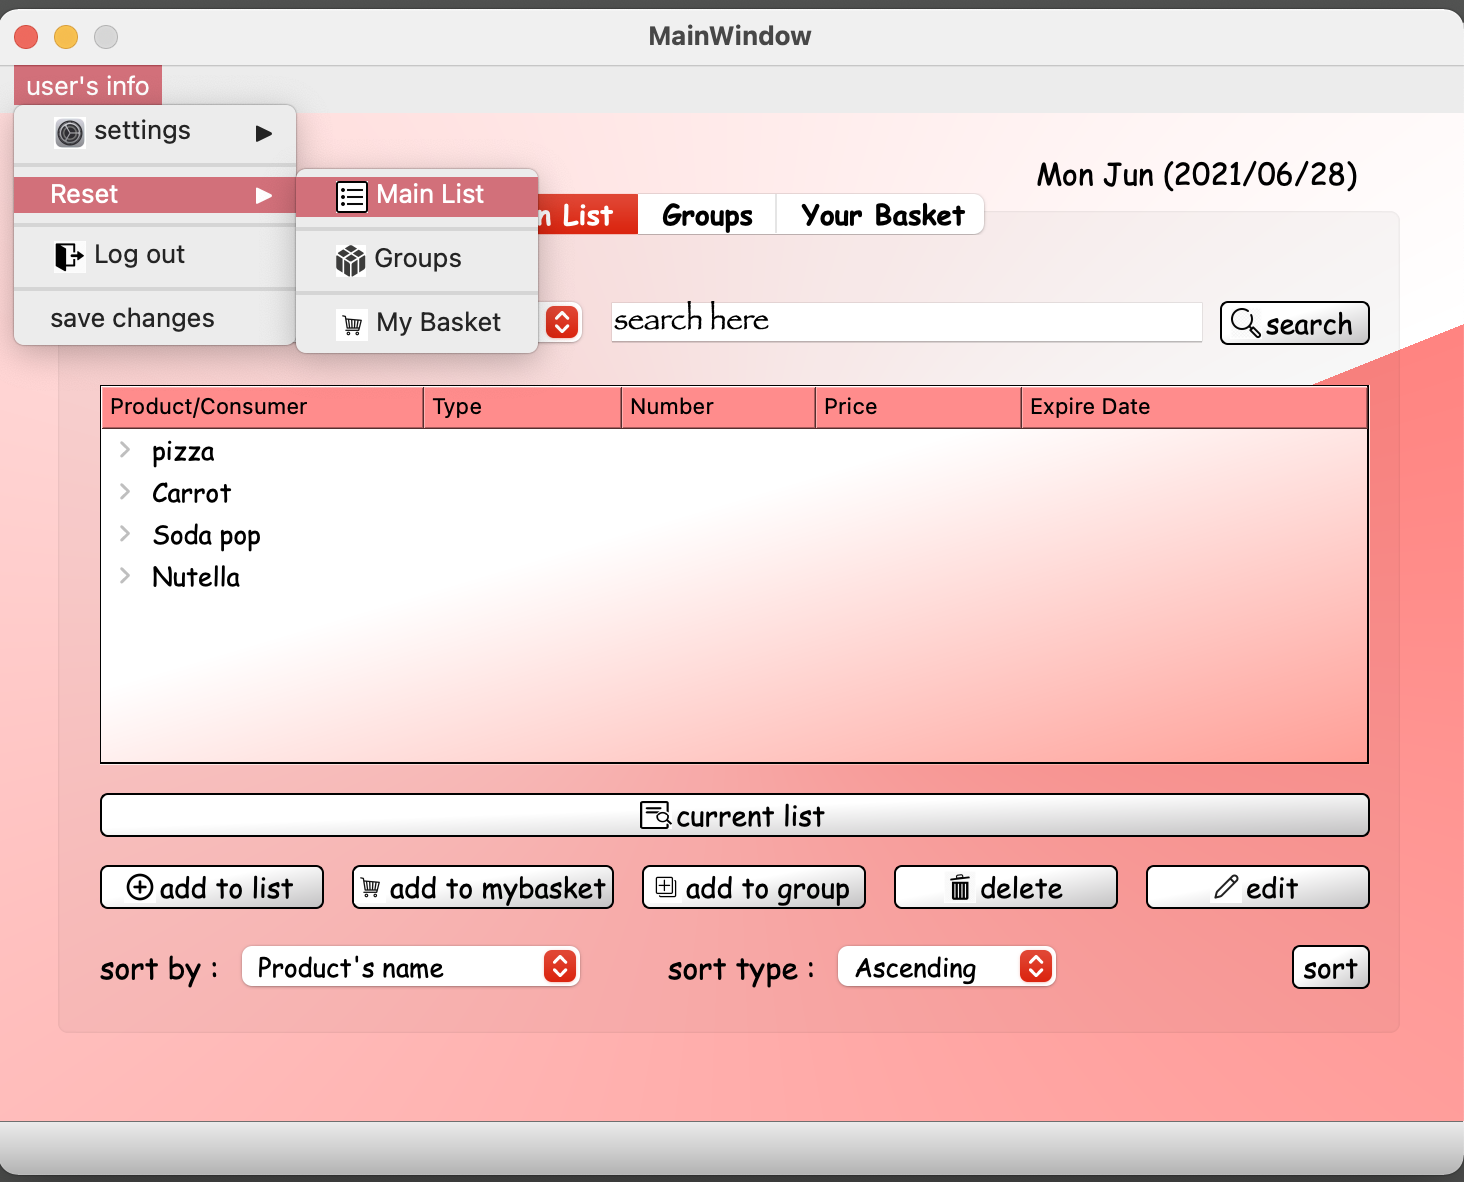 MainWindow
user's info
settings
Reset
Log out
save changes
Main List
Groups
My Basket
Mon Jun (2021/06/28)
List Groups Your Basket
search here search
Product/Consumer Type Number Price Expire Date
pizza
Carrot
Soda pop
Nutella
current list
add to list add to mybasket add to group delete edit
sort by : Product's name sort type : Ascending sort